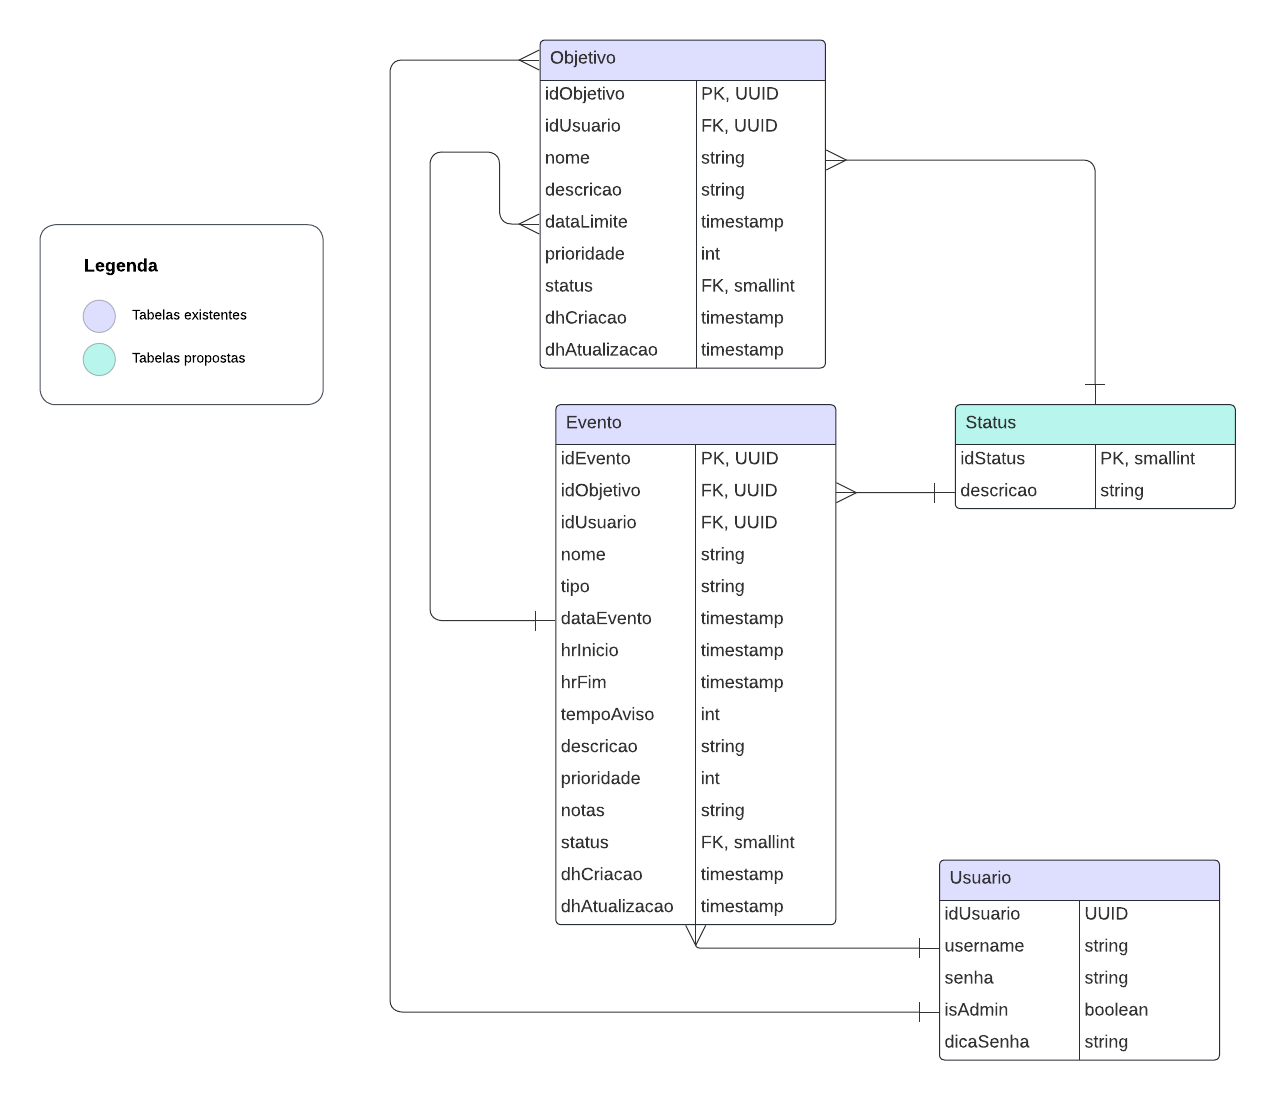 Objetivo
idObjetivo PK, UUID
idUsuario FK, UUID
nome string
descricao string
dataLimite timestamp
prioridade int
status FK, smallint
dhCriacao timestamp
dhAtualizacao timestamp
Legenda
Tabelas existentes
Tabelas propostas
Evento
idEvento PK, UUID
idObjetivo FK, UUID
idUsuario FK, UUID
nome string
tipo string
dataEvento timestamp
hrInicio timestamp
hrFim timestamp
tempoAviso int
descricao string
prioridade int
notas string
status FK, smallint
dhCriacao timestamp
dhAtualizacao timestamp
Status
idStatus PK, smallint
descricao string
Usuario
idUsuario UUID
username string
senha string
isAdmin boolean
dicaSenha string